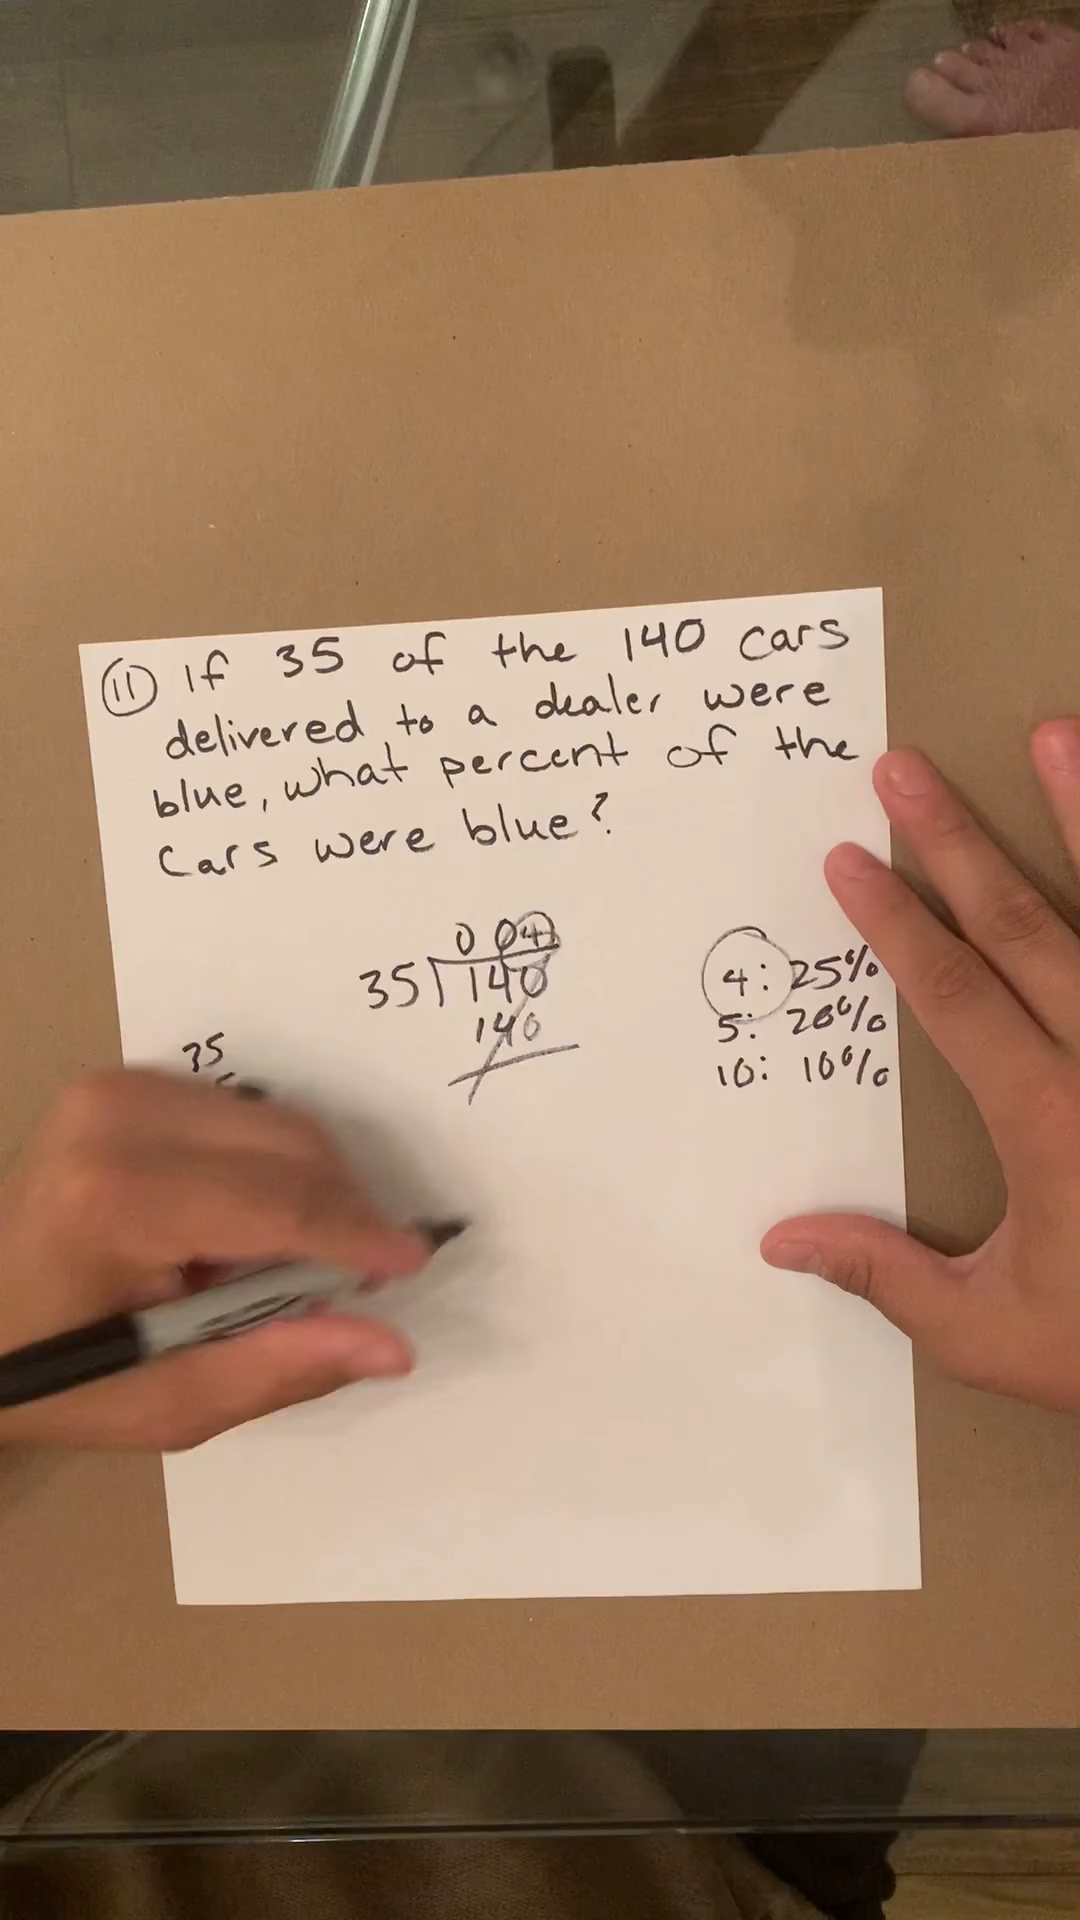 11 If 35 of the 140 cars
delivered to a dealer were
blue, what percent of the
Cars were blue?
0 04
35 140
140
35
4: 25%
5: 20%
10: 10%